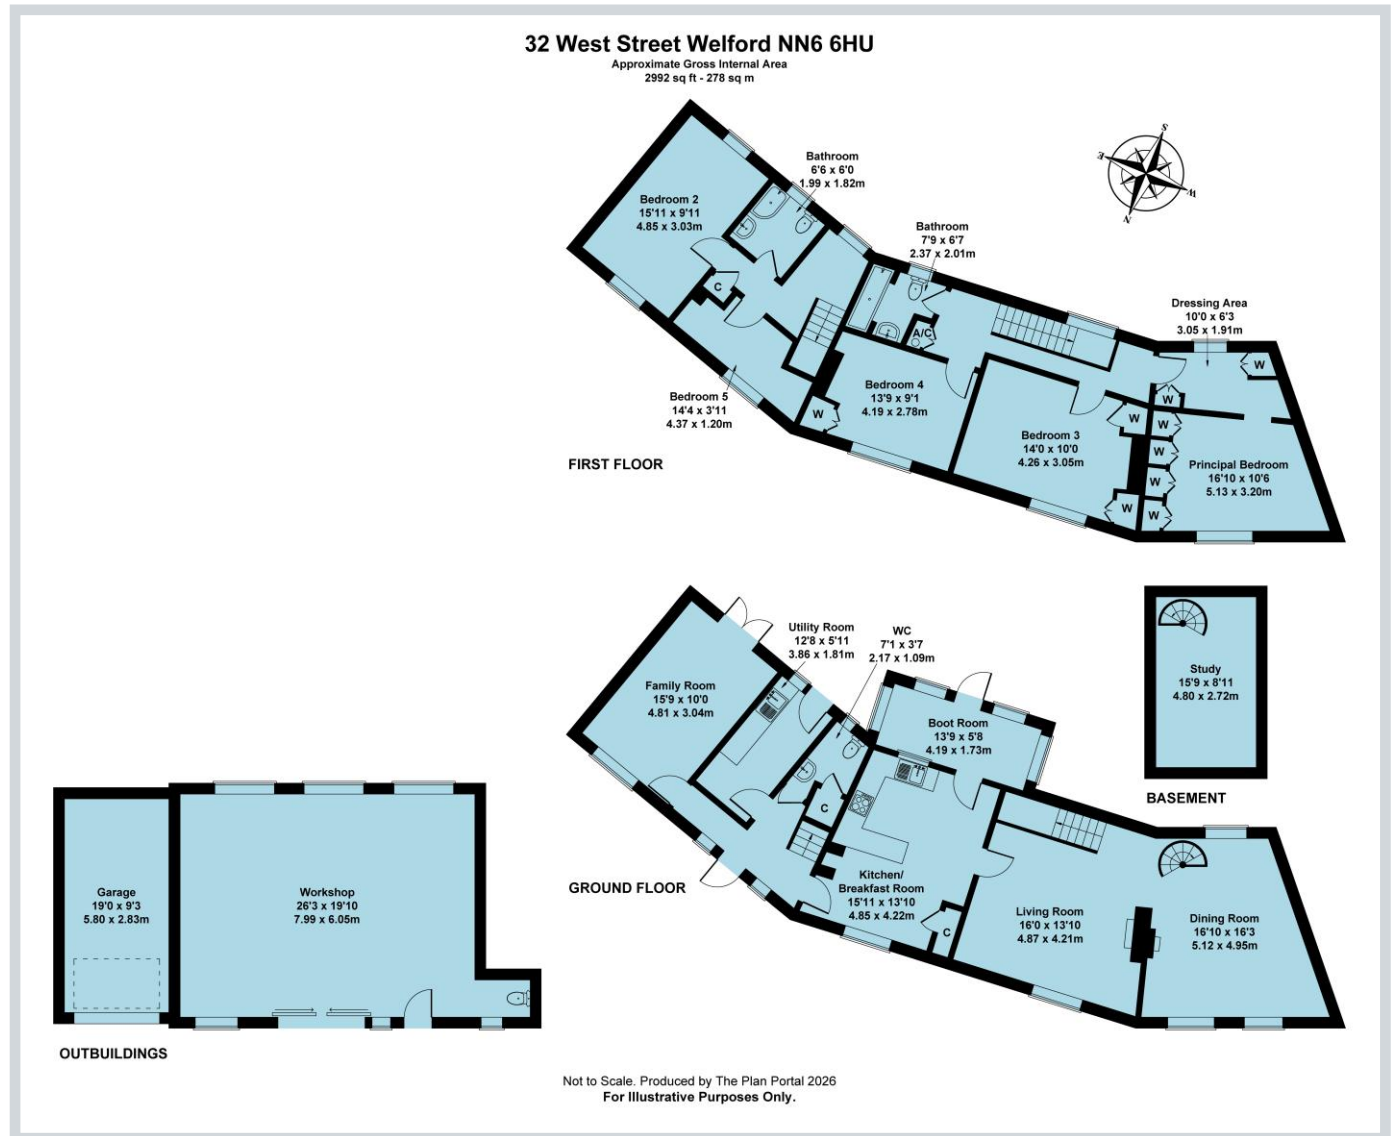 32 West Street Welford NN6 6HU
Approximate Gross Internal Area
2992 sq ft - 278 sq m
S
E
W
N
Bathroom
6'6 x 6'0
1.99 x 1.82m
Bedroom 2
15'11 x 9'11
4.85 x 3.03m
C
Bathroom
7'9 x 6'7
2.37 x 2.01m
A/C
Dressing Area
10'0 x 6'3
3.05 x 1.91m
W
W
Bedroom 5
14'4 x 3'11
4.37 x 1.20m
Bedroom 4
13'9 x 9'1
4.19 x 2.78m
W
Bedroom 3
14'0 x 10'0
4.26 x 3.05m
W
W
W
W
W
W
Principal Bedroom
16'10 x 10'6
5.13 x 3.20m
FIRST FLOOR
Utility Room
12'8 x 5'11
3.86 x 1.81m
WC
7'1 x 3'7
2.17 x 1.09m
Family Room
15'9 x 10'0
4.81 x 3.04m
Boot Room
13'9 x 5'8
4.19 x 1.73m
C
Kitchen/
Breakfast Room
15'11 x 13'10
4.85 x 4.22m
C
Living Room
16'0 x 13'10
4.87 x 4.21m
Dining Room
16'10 x 16'3
5.12 x 4.95m
GROUND FLOOR
Study
15'9 x 8'11
4.80 x 2.72m
BASEMENT
Garage
19'0 x 9'3
5.80 x 2.83m
Workshop
26'3 x 19'10
7.99 x 6.05m
OUTBUILDINGS
Not to Scale. Produced by The Plan Portal 2026
For Illustrative Purposes Only.